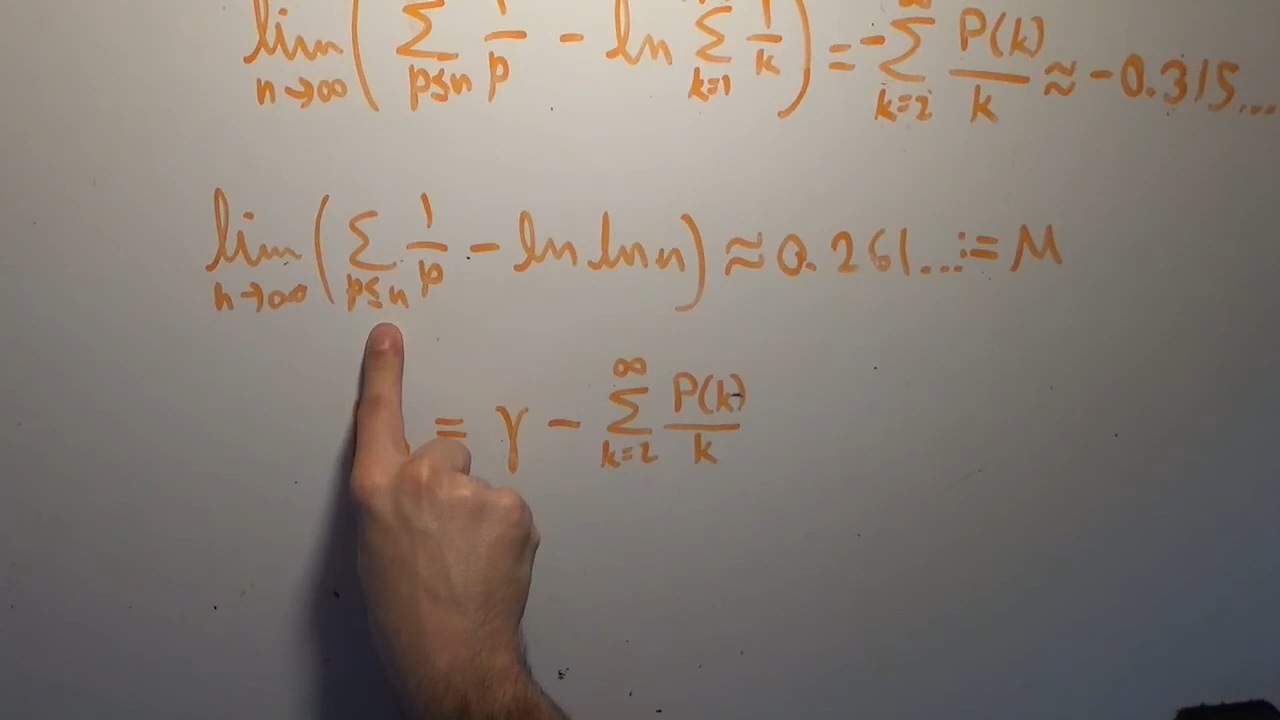 lim n→∞ ( Σ p≤n 1/p − ln Σ k=1 1/k ) = −Σ k=2 ∞ P(k)/k ≈ −0.315...
lim n→∞ ( Σ p≤n 1/p − ln ln n ) ≈ 0.261...:= M
= γ − Σ k=2 ∞ P(k)/k